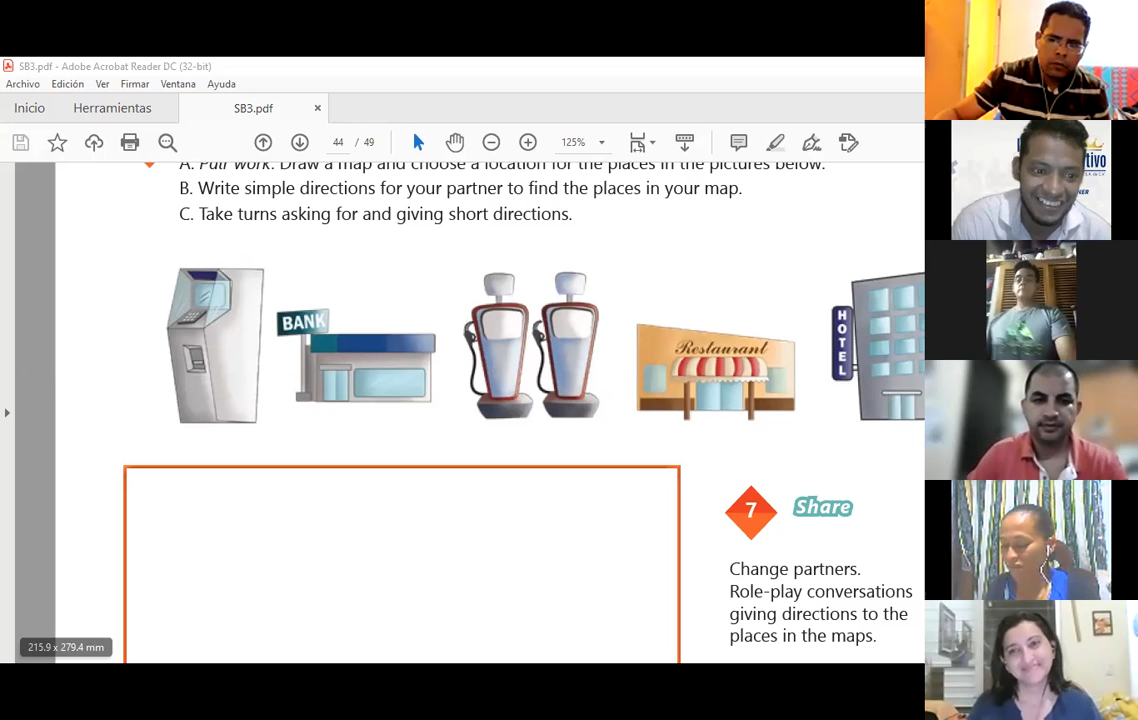 SB3.pdf - Adobe Acrobat Reader DC (32-bit)
Archivo Edición Ver Firmar Ventana Ayuda
Inicio Herramientas SB3.pdf ×
44 / 49 125%
A. Pair work. Draw a map and choose a location for the places in the pictures below.
B. Write simple directions for your partner to find the places in your map.
C. Take turns asking for and giving short directions.
BANK
Restaurant
HOTEL
7 Share
Change partners.
Role-play conversations
giving directions to the
places in the maps.
215.9 x 279.4 mm